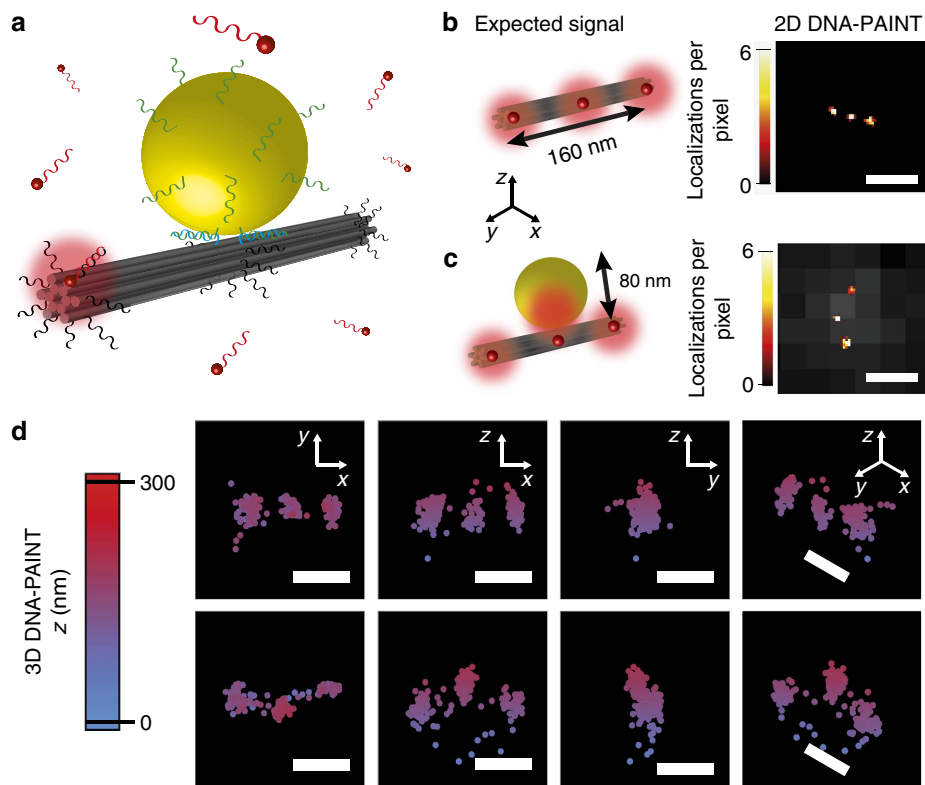 a
b Expected signal
2D DNA-PAINT
160 nm
Localizations per
pixel
6
0
z
y x
c
80 nm
Localizations per
pixel
6
0
d
3D DNA-PAINT
z (nm)
300
0
y
x
z
x
z
y
z
y x